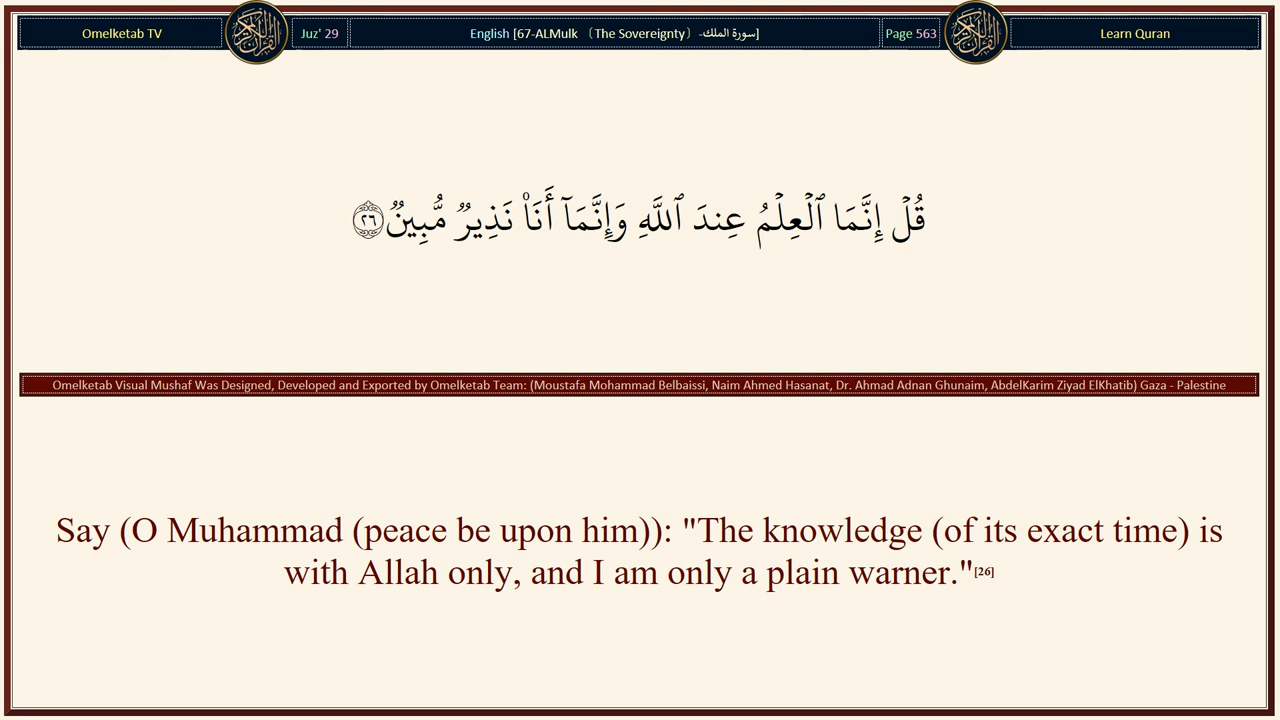 Omelketab TV
Juz' 29
English [67-ALMulk （The Sovereignty）-سورة الملك]
Page 563
Learn Quran
قُلْ إِنَّمَا ٱلْعِلْمُ عِندَ ٱللَّهِ وَإِنَّمَآ أَنَا۠ نَذِيرٌ مُّبِينٌ ٢٦
Omelketab Visual Mushaf Was Designed, Developed and Exported by Omelketab Team: (Moustafa Mohammad Belbaissi, Naim Ahmed Hasanat, Dr. Ahmad Adnan Ghunaim, AbdelKarim Ziyad ElKhatib) Gaza - Palestine
Say (O Muhammad (peace be upon him)): "The knowledge (of its exact time) is
with Allah only, and I am only a plain warner."[26]